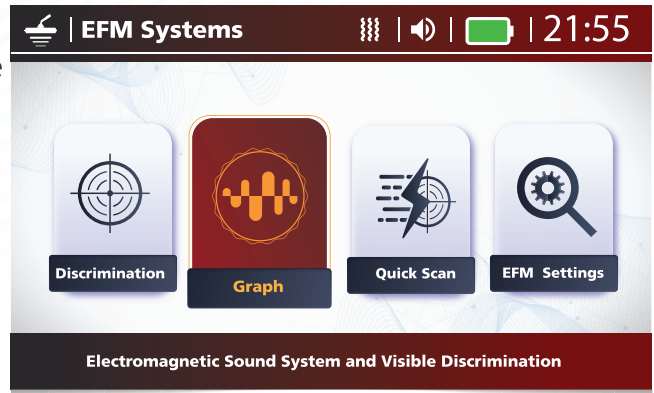 EFM Systems
21:55
e
Discrimination
Graph
Quick Scan
EFM Settings
Electromagnetic Sound System and Visible Discrimination